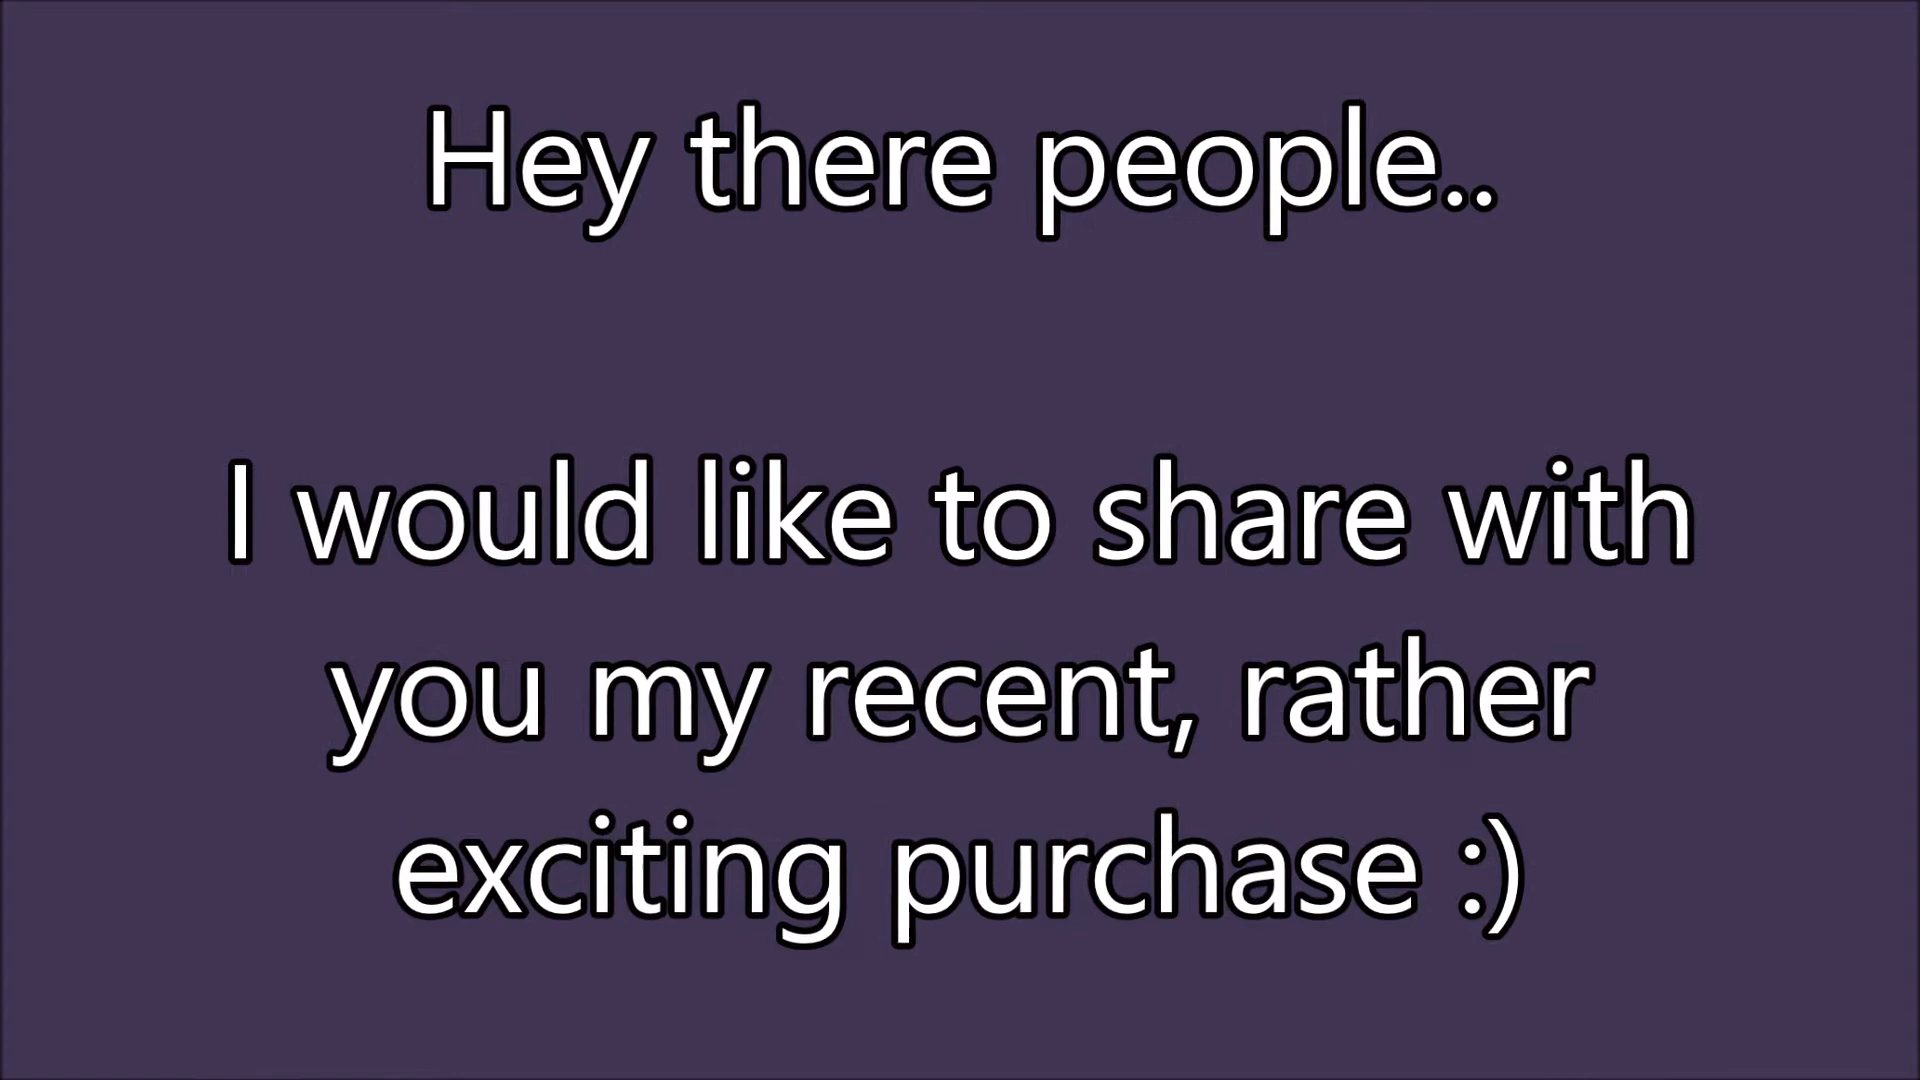 Hey there people..
I would like to share with
you my recent, rather
exciting purchase :)